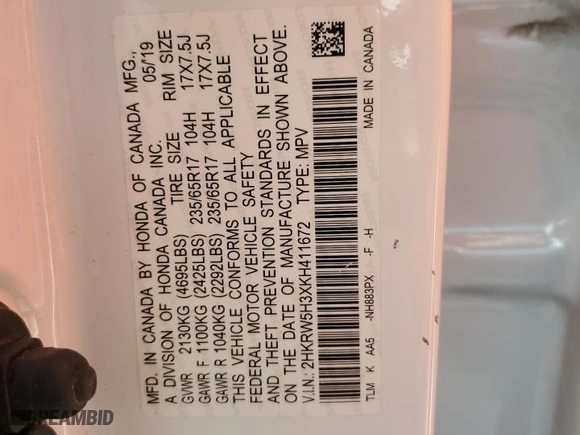 MFD. IN CANADA BY HONDA OF CANADA MFG.,
A DIVISION OF HONDA CANADA INC. 05/19
TIRE SIZE RIM SIZE
GVWR 2130KG (4695LBS)
GAWR F 1100KG (2425LBS) 235/65R17 104H 17X7.5J
GAWR R 1040KG (2292LBS) 235/65R17 104H 17X7.5J
THIS VEHICLE CONFORMS TO ALL APPLICABLE
FEDERAL MOTOR VEHICLE SAFETY
AND THEFT PREVENTION STANDARDS IN EFFECT
ON THE DATE OF MANUFACTURE SHOWN ABOVE.
V.I.N.: 2HKRW5H3XKH411672 TYPE: MPV
TLM K AA5 -NH883PX -F -H MADE IN CANADA
DREAMBID